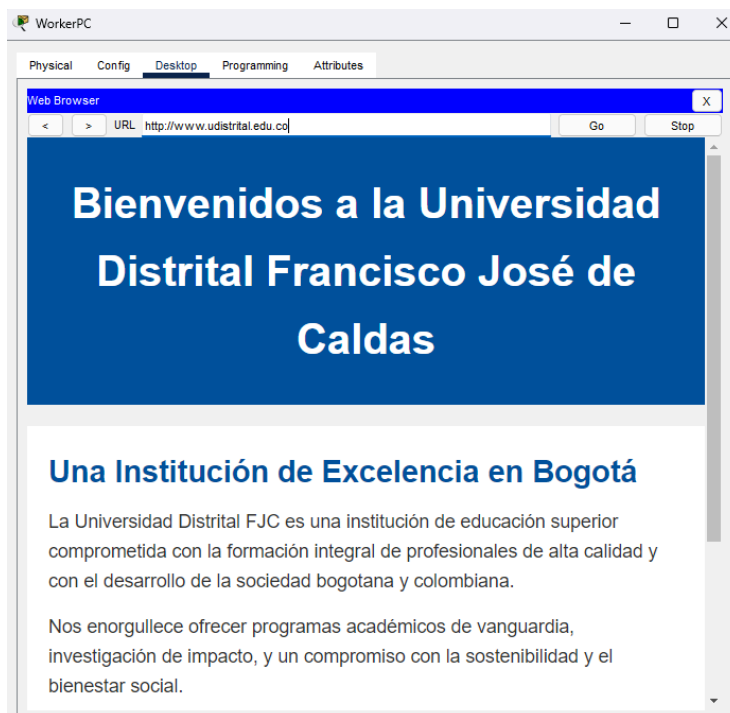 WorkerPC
Physical Config Desktop Programming Attributes
Web Browser X
< > URL http://www.udistrital.edu.co Go Stop
Bienvenidos a la Universidad
Distrital Francisco José de
Caldas
Una Institución de Excelencia en Bogotá
La Universidad Distrital FJC es una institución de educación superior
comprometida con la formación integral de profesionales de alta calidad y
con el desarrollo de la sociedad bogotana y colombiana.
Nos enorgullece ofrecer programas académicos de vanguardia,
investigación de impacto, y un compromiso con la sostenibilidad y el
bienestar social.